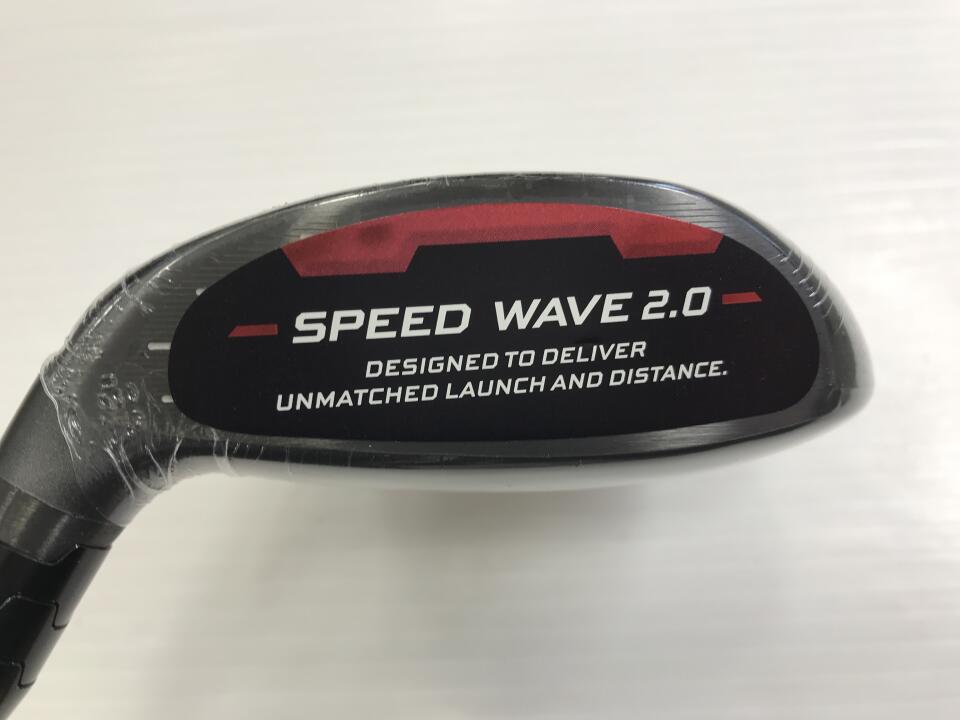 SPEED WAVE 2.0
DESIGNED TO DELIVER
UNMATCHED LAUNCH AND DISTANCE.